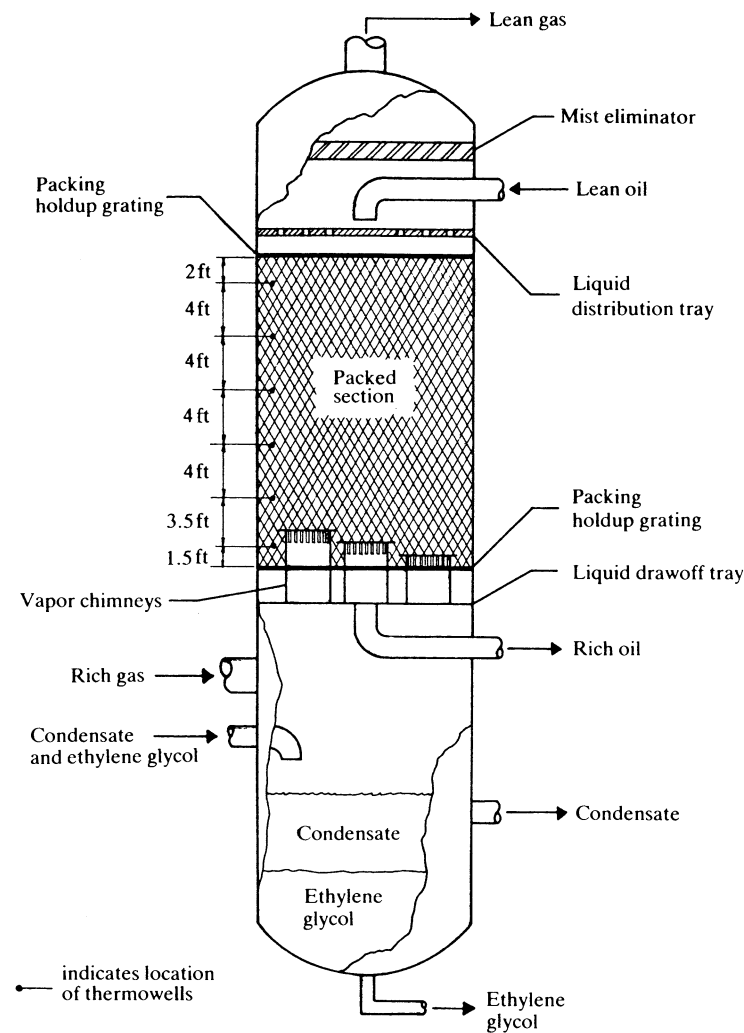 Lean gas
Mist eliminator
Packing
holdup grating
Lean oil
2 ft
4 ft
4 ft
4 ft
4 ft
3.5 ft
1.5 ft
Liquid
distribution tray
Packed
section
Packing
holdup grating
Liquid drawoff tray
Vapor chimneys
Rich oil
Rich gas
Condensate
and ethylene glycol
Condensate
Condensate
Ethylene
glycol
indicates location
of thermowells
Ethylene
glycol